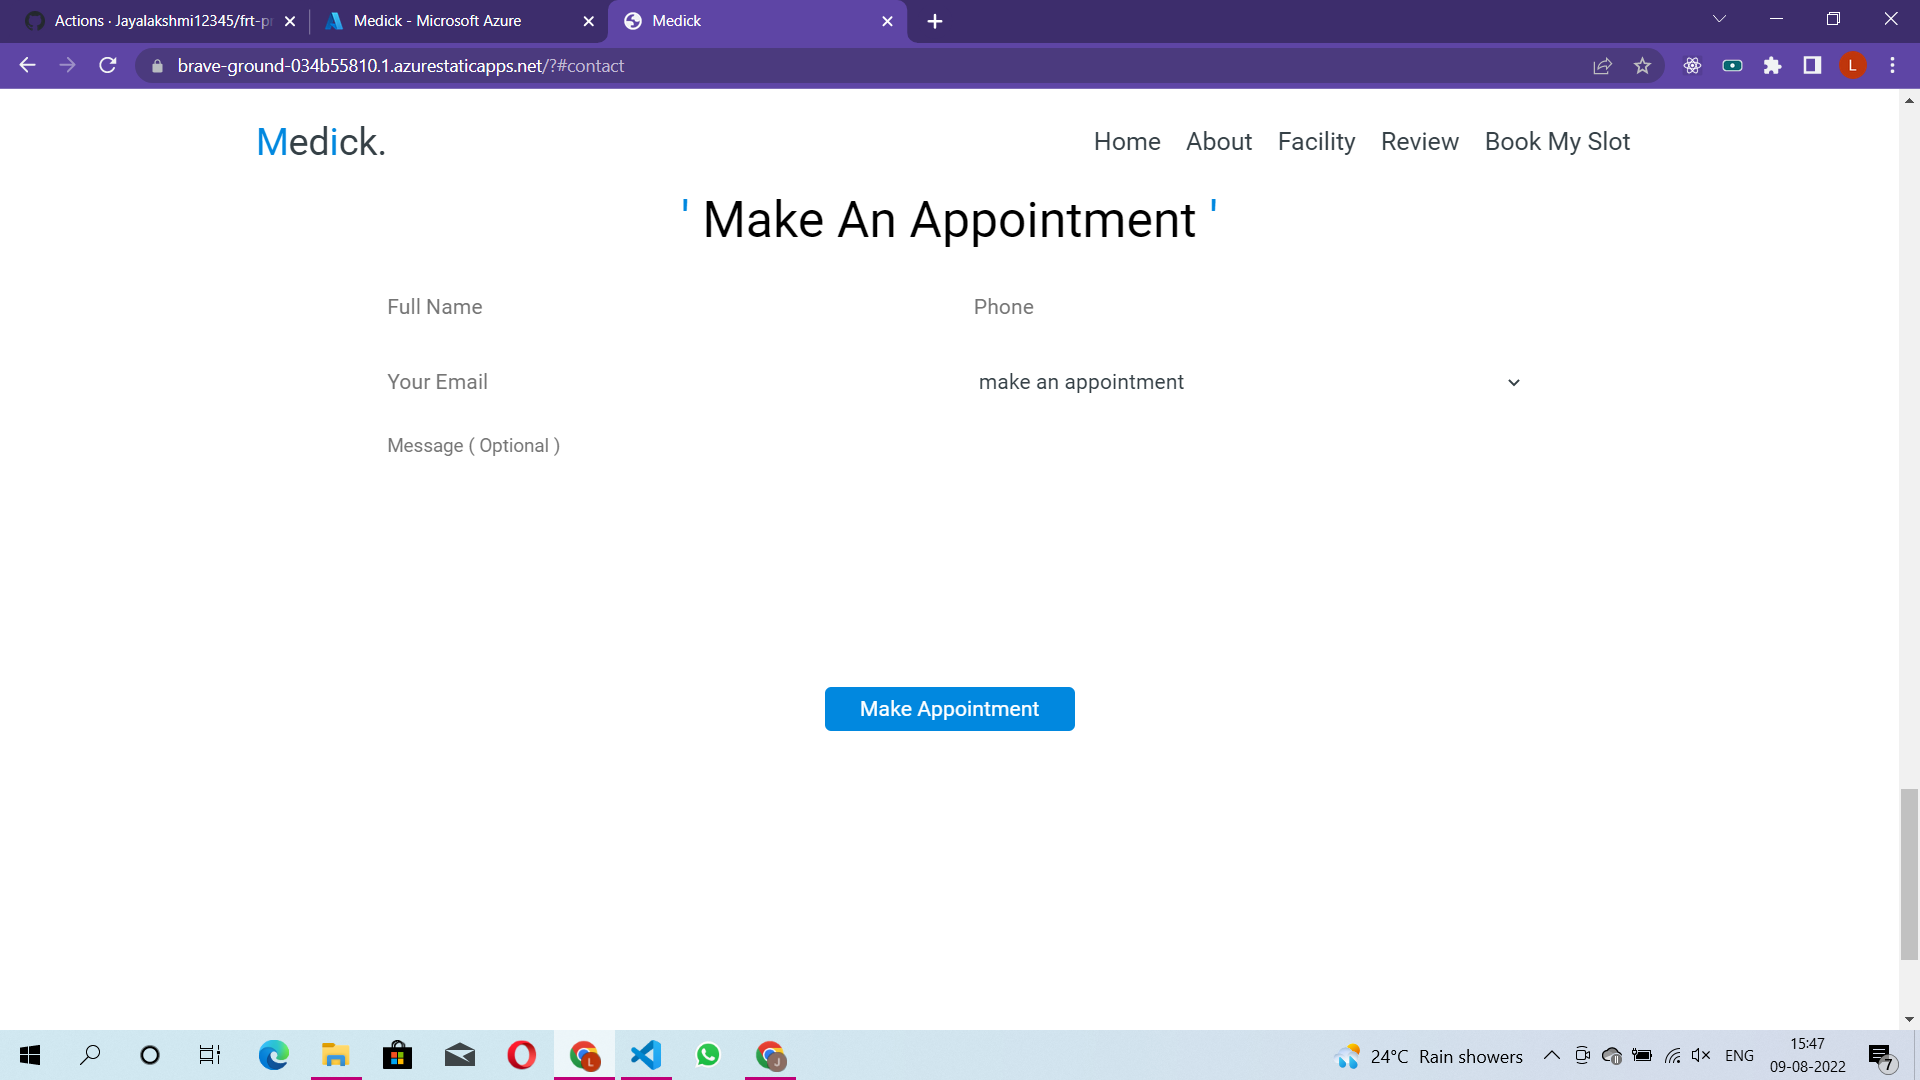 Actions · Jayalakshmi12345/frt-pr
Medick - Microsoft Azure
Medick
brave-ground-034b55810.1.azurestaticapps.net/?#contact
L
Medick.
Home About Facility Review Book My Slot
' Make An Appointment '
Full Name
Phone
Your Email
make an appointment
Message ( Optional )
Make Appointment
L
J
24°C Rain showers
ENG
15:47
09-08-2022
7